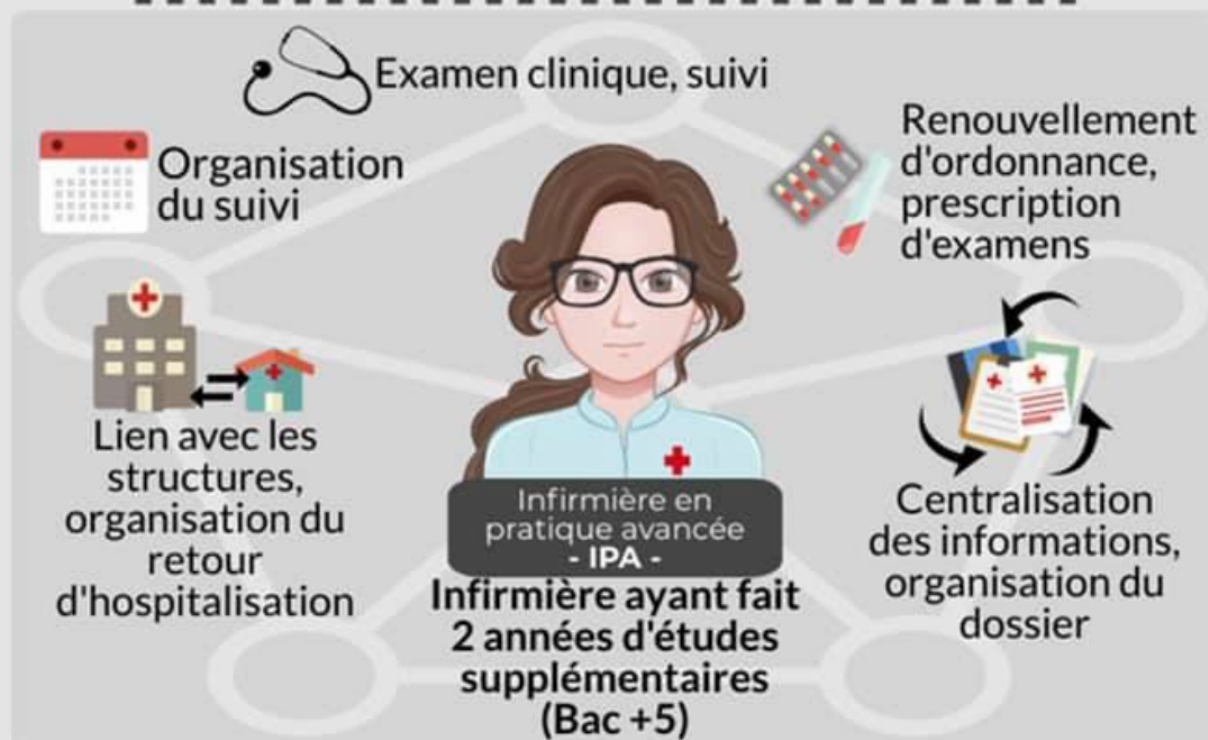 Examen clinique, suivi
Organisation
du suivi
Renouvellement
d'ordonnance,
prescription
d'examens
Lien avec les
structures,
organisation du
retour
d'hospitalisation
Infirmière en
pratique avancée
- IPA -
Infirmière ayant fait
2 années d'études
supplémentaires
(Bac +5)
Centralisation
des informations,
organisation du
dossier